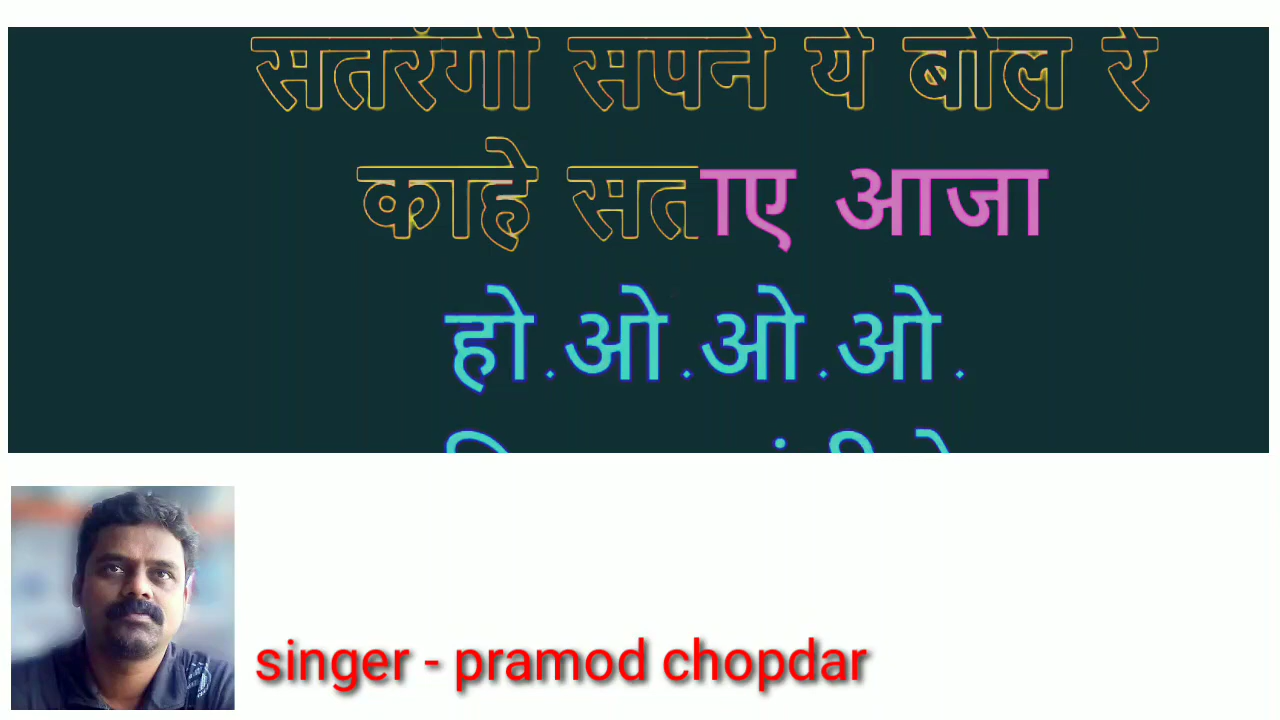 सतरंगी सपने ये बोल रे
काहे सताए आजा
हो.ओ.ओ.ओ.
singer - pramod chopdar